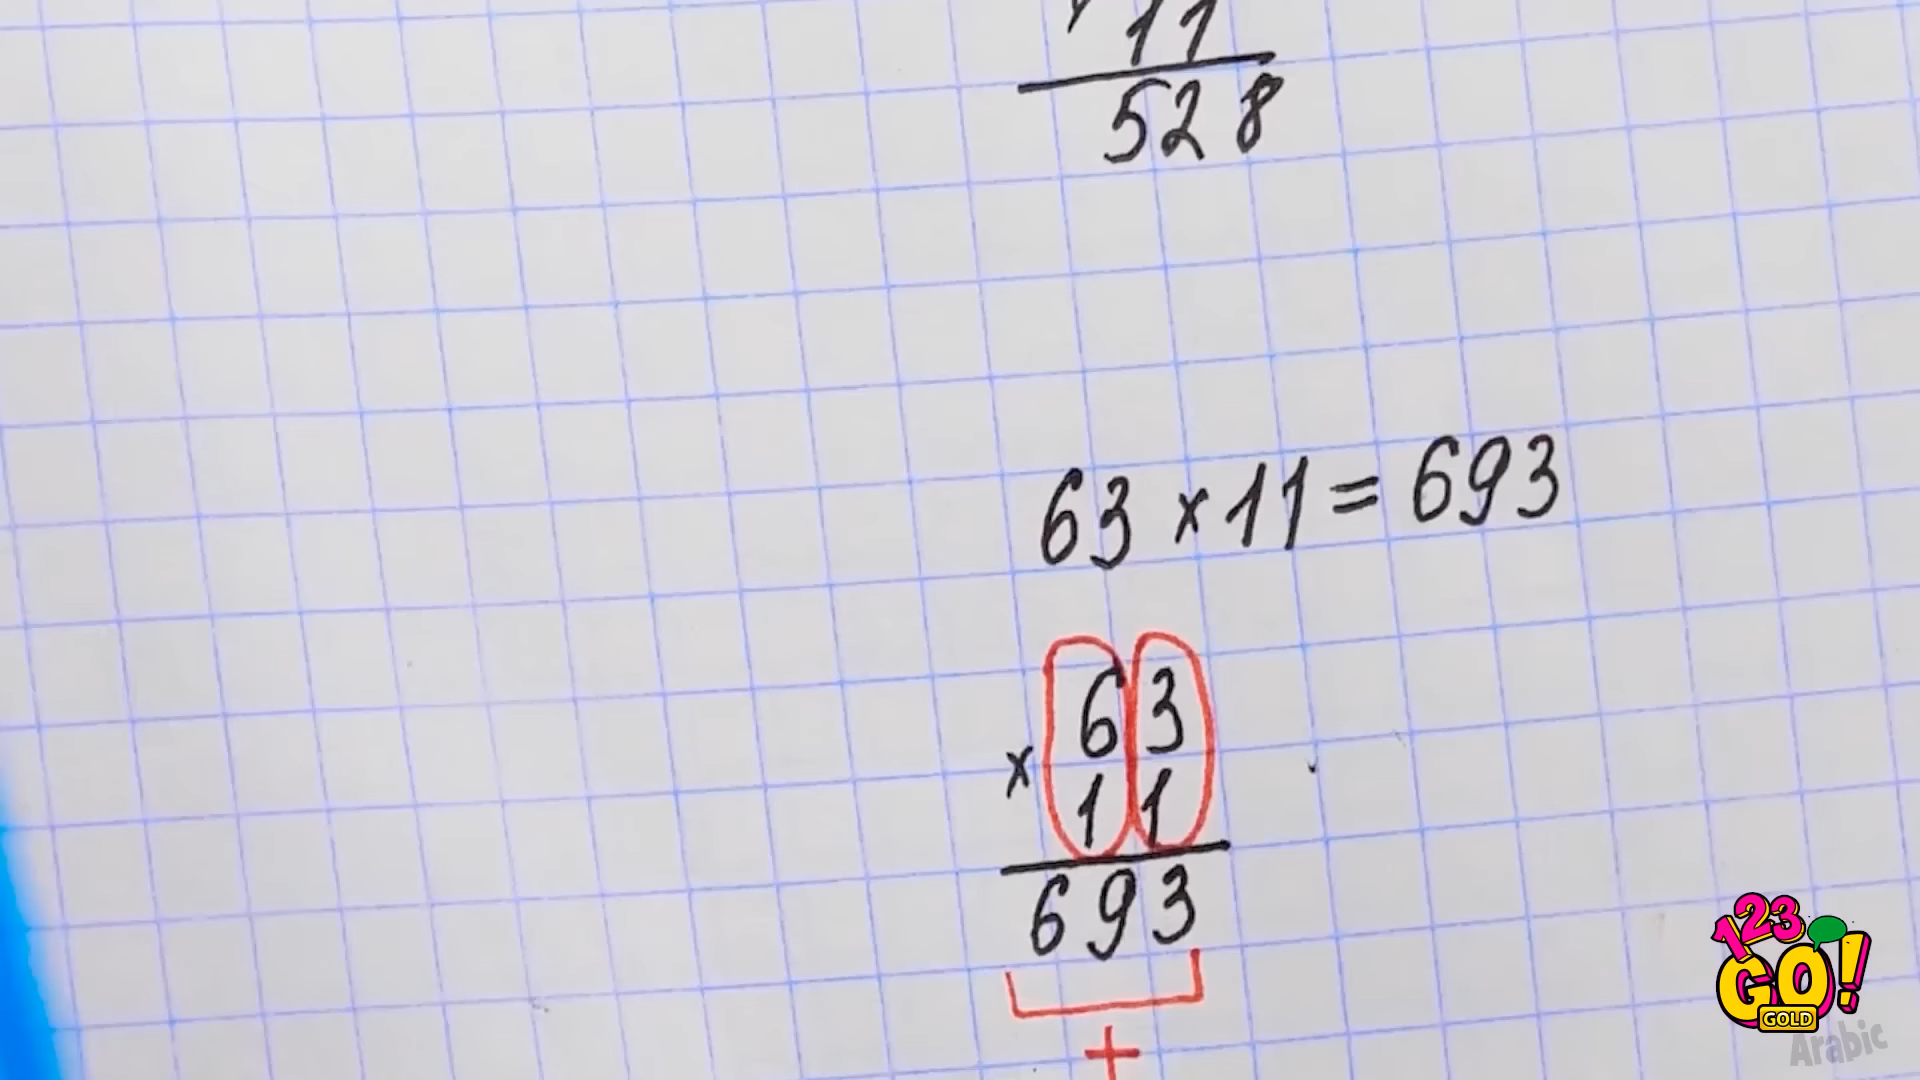 11
528
63 × 11 = 693
63
×
11
693
+
123
GO!
GOLD
Arabic